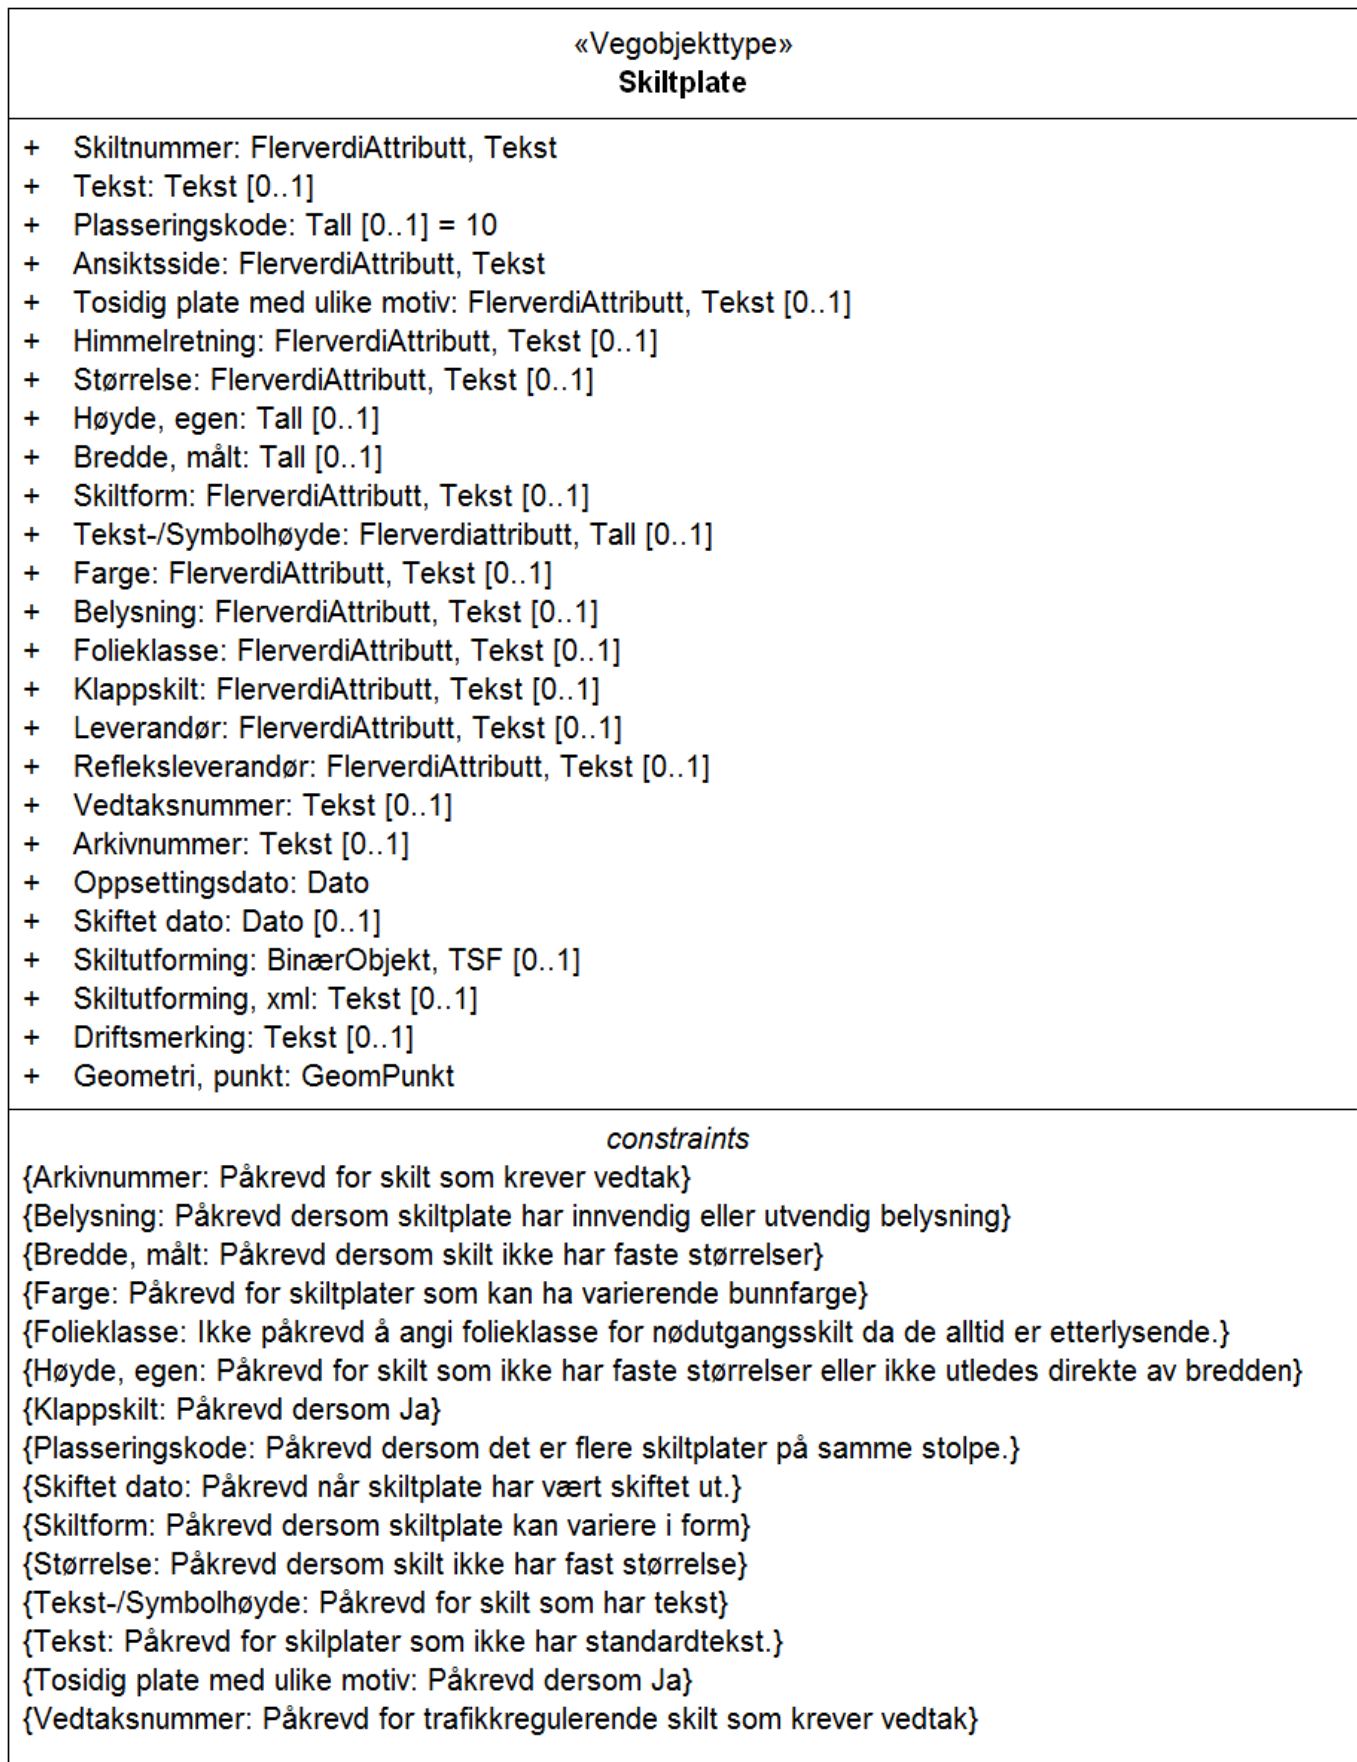 «Vegobjekttype»
Skiltplate
+ Skiltnummer: FlerverdiAttributt, Tekst
+ Tekst: Tekst [0..1]
+ Plasseringskode: Tall [0..1] = 10
+ Ansiktsside: FlerverdiAttributt, Tekst
+ Tosidig plate med ulike motiv: FlerverdiAttributt, Tekst [0..1]
+ Himmelretning: FlerverdiAttributt, Tekst [0..1]
+ Størrelse: FlerverdiAttributt, Tekst [0..1]
+ Høyde, egen: Tall [0..1]
+ Bredde, målt: Tall [0..1]
+ Skiltform: FlerverdiAttributt, Tekst [0..1]
+ Tekst-/Symbolhøyde: Flerverdiattributt, Tall [0..1]
+ Farge: FlerverdiAttributt, Tekst [0..1]
+ Belysning: FlerverdiAttributt, Tekst [0..1]
+ Folieklasse: FlerverdiAttributt, Tekst [0..1]
+ Klappskilt: FlerverdiAttributt, Tekst [0..1]
+ Leverandør: FlerverdiAttributt, Tekst [0..1]
+ Refleksleverandør: FlerverdiAttributt, Tekst [0..1]
+ Vedtaksnummer: Tekst [0..1]
+ Arkivnummer: Tekst [0..1]
+ Oppsettingsdato: Dato
+ Skiftet dato: Dato [0..1]
+ Skiltutforming: BinærObjekt, TSF [0..1]
+ Skiltutforming, xml: Tekst [0..1]
+ Driftsmerking: Tekst [0..1]
+ Geometri, punkt: GeomPunkt
constraints
{Arkivnummer: Påkrevd for skilt som krever vedtak}
{Belysning: Påkrevd dersom skiltplate har innvendig eller utvendig belysning}
{Bredde, målt: Påkrevd dersom skilt ikke har faste størrelser}
{Farge: Påkrevd for skiltplater som kan ha varierende bunnfarge}
{Folieklasse: Ikke påkrevd å angi folieklasse for nødutgangsskilt da de alltid er etterlysende.}
{Høyde, egen: Påkrevd for skilt som ikke har faste størrelser eller ikke utledes direkte av bredden}
{Klappskilt: Påkrevd dersom Ja}
{Plasseringskode: Påkrevd dersom det er flere skiltplater på samme stolpe.}
{Skiftet dato: Påkrevd når skiltplate har vært skiftet ut.}
{Skiltform: Påkrevd dersom skiltplate kan variere i form}
{Størrelse: Påkrevd dersom skilt ikke har fast størrelse}
{Tekst-/Symbolhøyde: Påkrevd for skilt som har tekst}
{Tekst: Påkrevd for skilplater som ikke har standardtekst.}
{Tosidig plate med ulike motiv: Påkrevd dersom Ja}
{Vedtaksnummer: Påkrevd for trafikkregulerende skilt som krever vedtak}